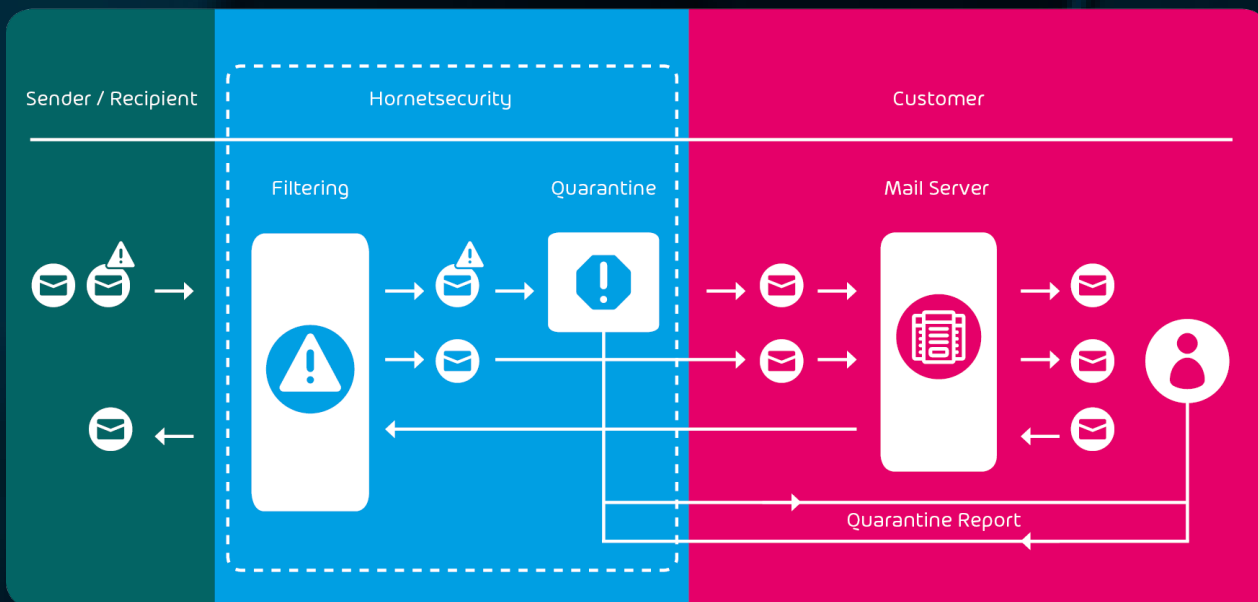 Sender / Recipient
Hornetsecurity
Customer
Filtering
Quarantine
Mail Server
Quarantine Report